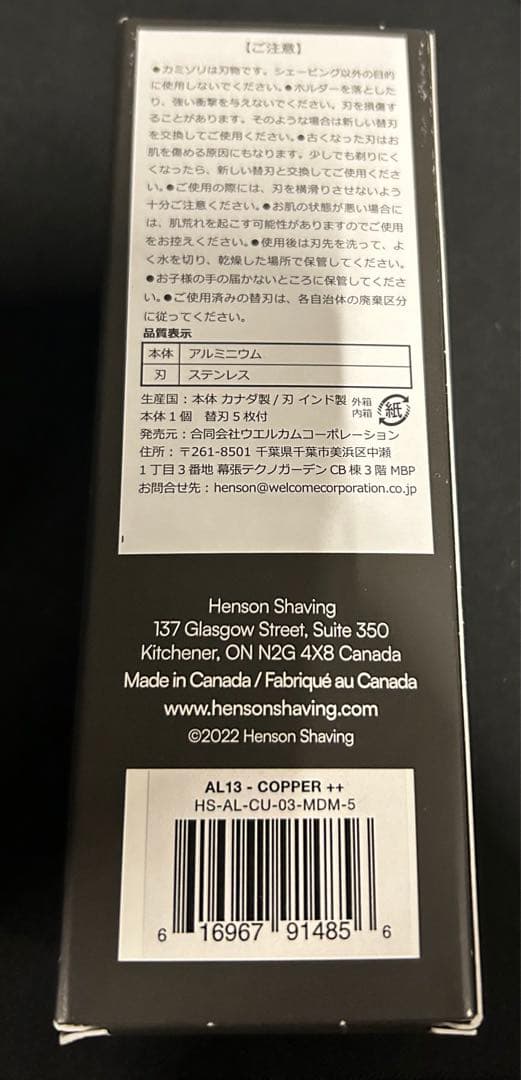 【ご注意】
●カミソリは刃物です。シェービング以外の目的
に使用しないでください。●ホルダーを落とした
り、強い衝撃を与えないでください。刃を損傷す
ることがあります。そのような場合は新しい替刃
を交換してご使用ください。●古くなった刃はお
肌を傷める原因にもなります。少しでも剃りにく
くなったら、新しい替刃と交換してご使用くださ
い。●ご使用の際には、刃を横滑りさせないよう
十分ご注意ください。●お肌の状態が悪い場合に
は、肌荒れを起こす可能性がありますのでご使用
をお控えください。●使用後は刃先を洗って、よ
く水を切り、乾燥した場所で保管してください。
●お子様の手の届かないところに保管してくださ
い。●ご使用済みの替刃は、各自治体の廃棄区分
に従ってください。
品質表示
本体 アルミニウム
刃 ステンレス
生産国：本体 カナダ製 / 刃 インド製
本体１個　替刃５枚付
外箱
内箱
紙
発売元：合同会社ウエルカムコーポレーション
住所：〒261-8501 千葉県千葉市美浜区中瀬
１丁目３番地 幕張テクノガーデン CB 棟３階 MBP
お問合せ先：henson@welcomecorporation.co.jp
Henson Shaving
137 Glasgow Street, Suite 350
Kitchener, ON N2G 4X8 Canada
Made in Canada / Fabriqué au Canada
www.hensonshaving.com
©2022 Henson Shaving
AL13 - COPPER ++
HS-AL-CU-03-MDM-5
6 16967 91485 6